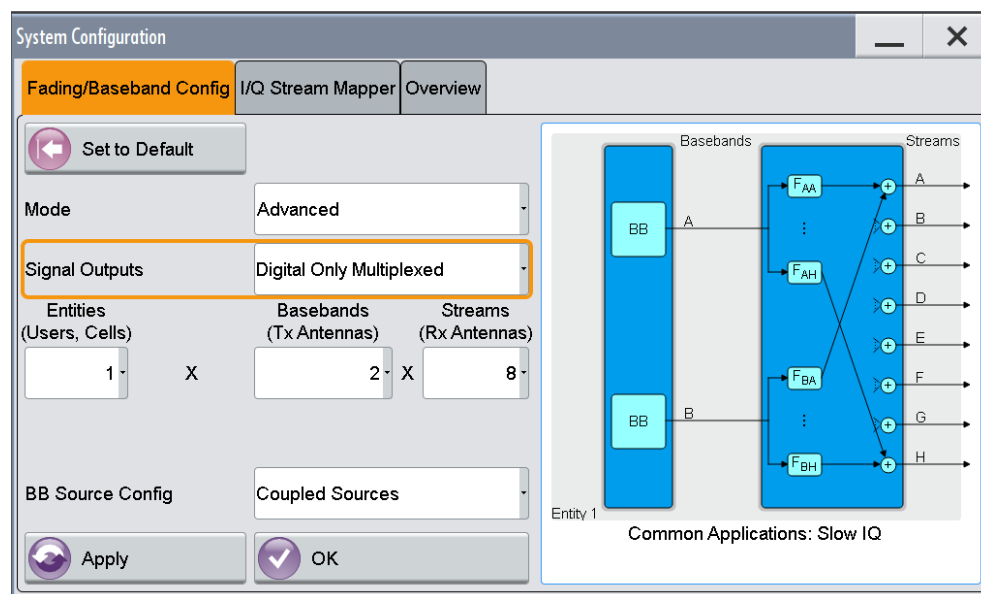 System Configuration
Fading/Baseband Config
I/Q Stream Mapper
Overview
Set to Default
Mode
Advanced
Signal Outputs
Digital Only Multiplexed
Entities
(Users, Cells)
Basebands
(Tx Antennas)
Streams
(Rx Antennas)
1
X
2
X
8
BB Source Config
Coupled Sources
Apply
OK
Basebands
Streams
BB
A
FAA
⋮
FAH
BB
B
FBA
⋮
FBH
A
B
C
D
E
F
G
H
Entity 1
Common Applications: Slow IQ